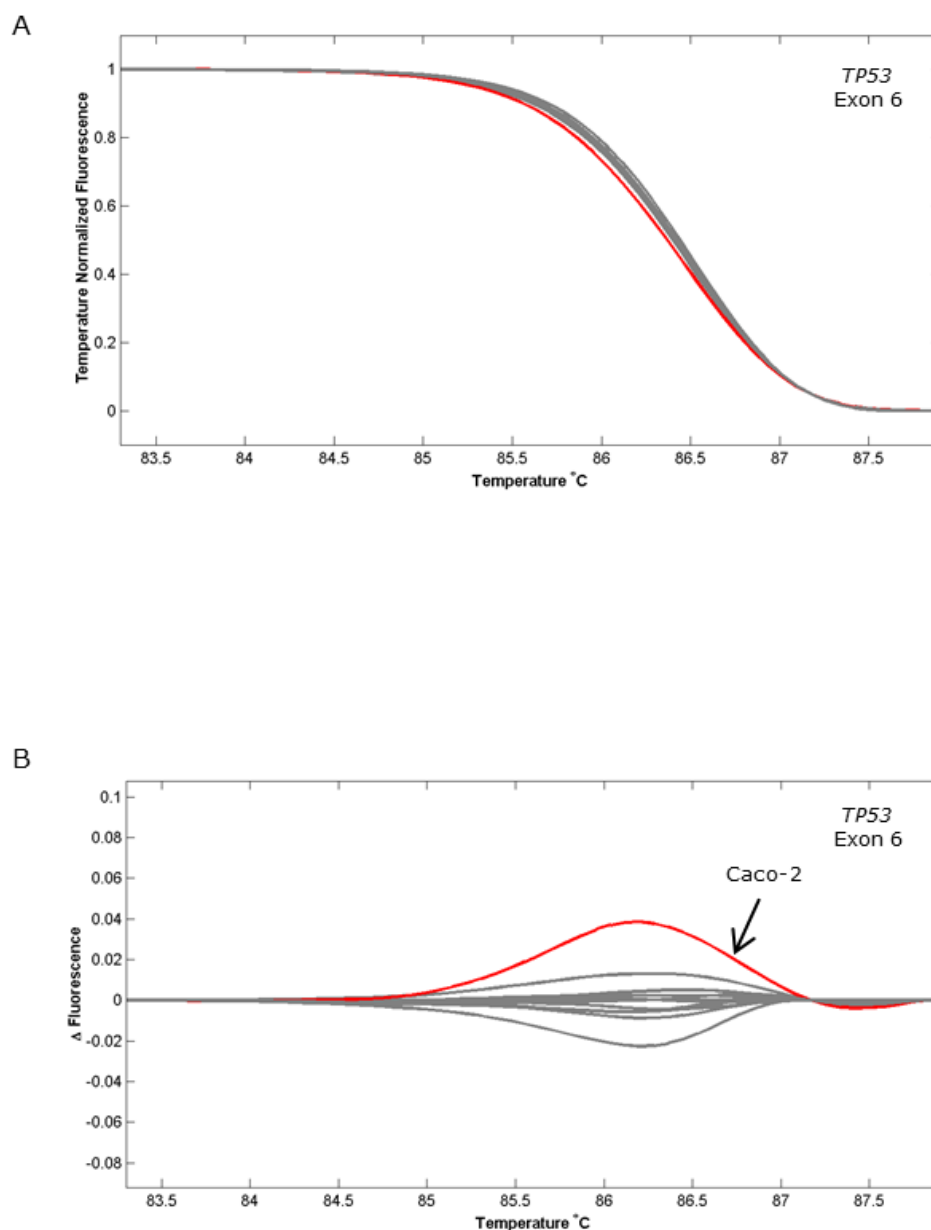 A
TP53
Exon 6
Temperature Normalized Fluorescence
1
0.8
0.6
0.4
0.2
0
83.5 84 84.5 85 85.5 86 86.5 87 87.5
Temperature °C
B
TP53
Exon 6
Caco-2
Δ Fluorescence
0.1
0.08
0.06
0.04
0.02
0
-0.02
-0.04
-0.06
-0.08
83.5 84 84.5 85 85.5 86 86.5 87 87.5
Temperature °C